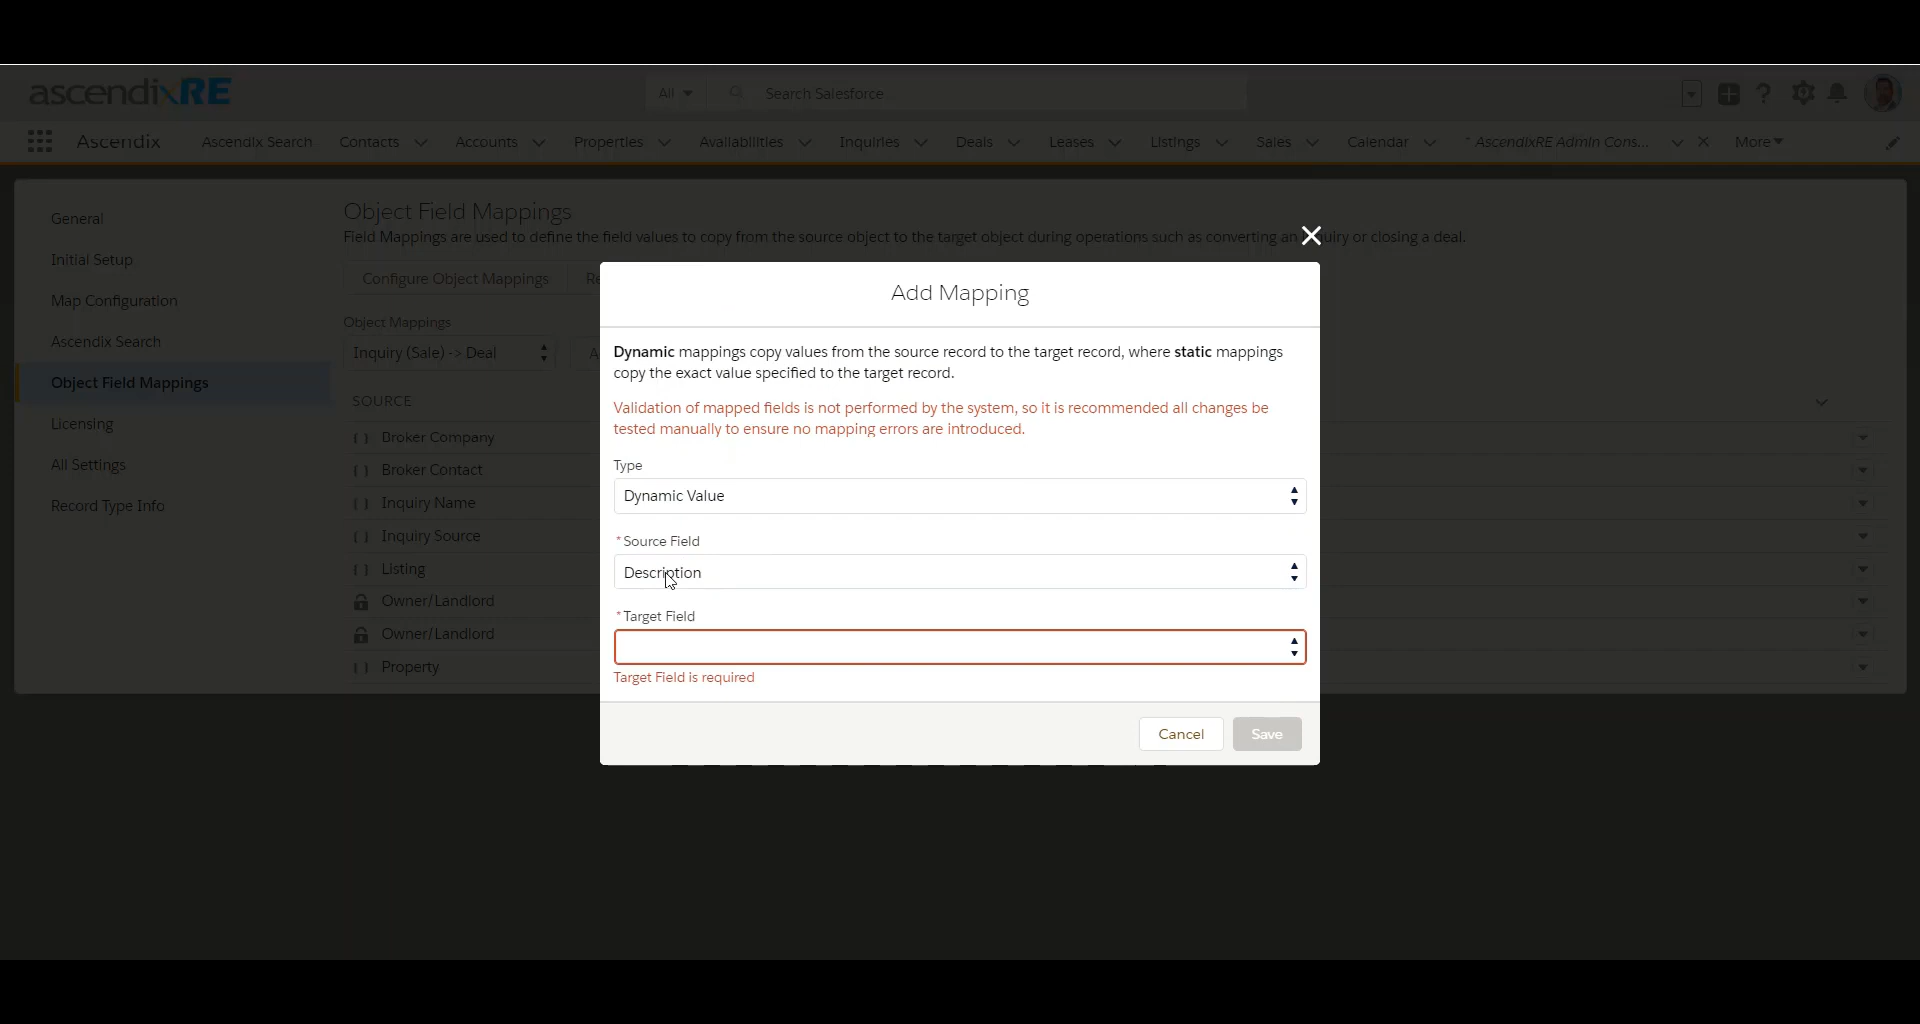 ascendixRE
All
Search Salesforce
Ascendix
Ascendix Search
Contacts
Accounts
Properties
Availabilities
Inquiries
Deals
Leases
Listings
Sales
Calendar
* AscendixRE Admin Cons...
More
General
Initial Setup
Map Configuration
Ascendix Search
Object Field Mappings
Licensing
All Settings
Record Type Info
Object Field Mappings
Field Mappings are used to define the field values to copy from the source object to the target object during operations such as converting an uiry or closing a deal.
Configure Object Mappings
Re
Object Mappings
Inquiry (Sale) -> Deal
A
SOURCE
Broker Company
Broker Contact
Inquiry Name
Inquiry Source
Listing
Owner/Landlord
Owner/Landlord
Property
Add Mapping
Dynamic mappings copy values from the source record to the target record, where static mappings
copy the exact value specified to the target record.
Validation of mapped fields is not performed by the system, so it is recommended all changes be
tested manually to ensure no mapping errors are introduced.
Type
Dynamic Value
* Source Field
Description
* Target Field
Target Field is required
Cancel
Save